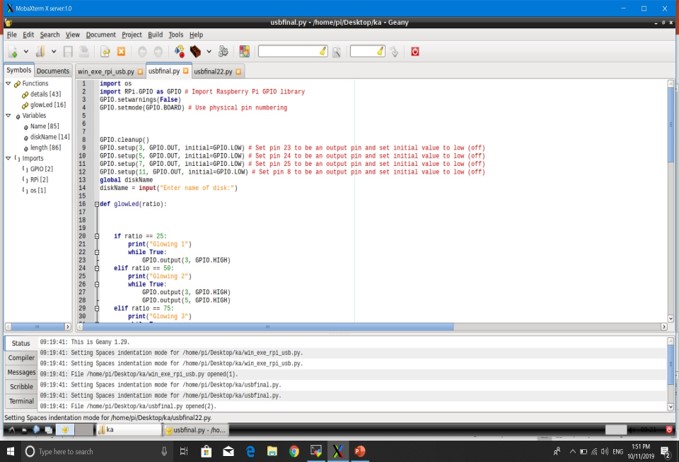 MobaXterm X server:1.0
usbfinal.py - /home/pi/Desktop/ka - Geany
File Edit Search View Document Project Build Tools Help
Symbols Documents
win_exe_rpi_usb.py usbfinal.py usbfinal22.py
Functions
details [43]
glowLed [16]
Variables
Name [85]
diskName [14]
length [86]
Imports
GPIO [2]
RPi [2]
os [1]
1 import os
2 import RPi.GPIO as GPIO # Import Raspberry Pi GPIO library
3 GPIO.setwarnings(False)
4 GPIO.setmode(GPIO.BOARD) # Use physical pin numbering
5
6
7
8 GPIO.cleanup()
9 GPIO.setup(3, GPIO.OUT, initial=GPIO.LOW) # Set pin 23 to be an output pin and set initial value to low (off)
10 GPIO.setup(5, GPIO.OUT, initial=GPIO.LOW) # Set pin 24 to be an output pin and set initial value to low (off)
11 GPIO.setup(7, GPIO.OUT, initial=GPIO.LOW) # Set pin 25 to be an output pin and set initial value to low (off)
12 GPIO.setup(11, GPIO.OUT, initial=GPIO.LOW) # Set pin 8 to be an output pin and set initial value to low (off)
13 global diskName
14 diskName = input("Enter name of disk:")
15
16 def glowLed(ratio):
17
18
19
20 if ratio == 25:
21 print("Glowing 1")
22 while True:
23 GPIO.output(3, GPIO.HIGH)
24 elif ratio == 50:
25 print("Glowing 2")
26 while True:
27 GPIO.output(3, GPIO.HIGH)
28 GPIO.output(5, GPIO.HIGH)
29 elif ratio == 75:
30 print("Glowing 3")
Status
Compiler
Messages
Scribble
Terminal
09:19:41: This is Geany 1.29.
09:19:41: Setting Spaces indentation mode for /home/pi/Desktop/ka/win_exe_rpi_usb.py.
09:19:41: Setting Spaces indentation mode for /home/pi/Desktop/ka/win_exe_rpi_usb.py.
09:19:41: File /home/pi/Desktop/ka/win_exe_rpi_usb.py opened(1).
09:19:41: Setting Spaces indentation mode for /home/pi/Desktop/ka/usbfinal.py.
09:19:41: Setting Spaces indentation mode for /home/pi/Desktop/ka/usbfinal.py.
09:19:41: File /home/pi/Desktop/ka/usbfinal.py opened(2).
Setting Spaces indentation mode for /home/pi/Desktop/ka/usbfinal22.py.
ka usbfinal.py - /ho...
Type here to search
ENG
1:51 PM
10/11/2019